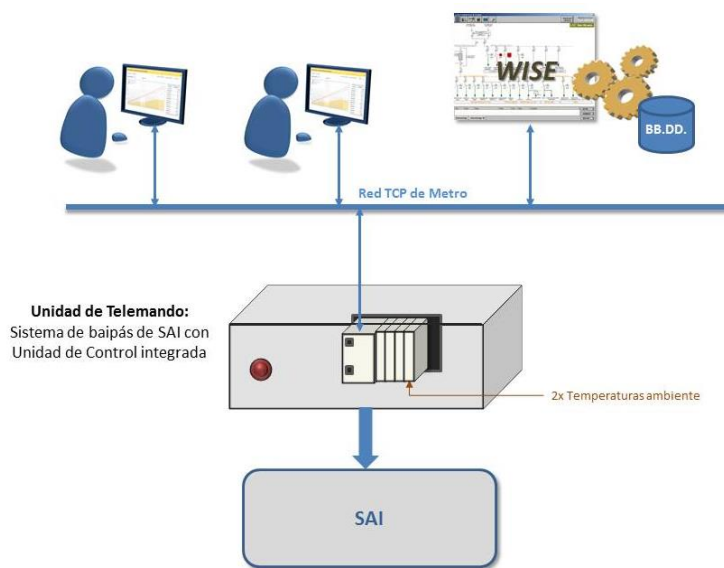 WISE
BB.DD.
Red TCP de Metro
Unidad de Telemando:
Sistema de baipás de SAI con
Unidad de Control integrada
2x Temperaturas ambiente
SAI